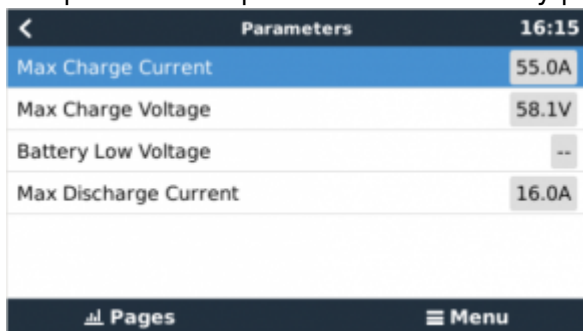 Parameters 16:15
Max Charge Current 55.0A
Max Charge Voltage 58.1V
Battery Low Voltage --
Max Discharge Current 16.0A
Pages Menu